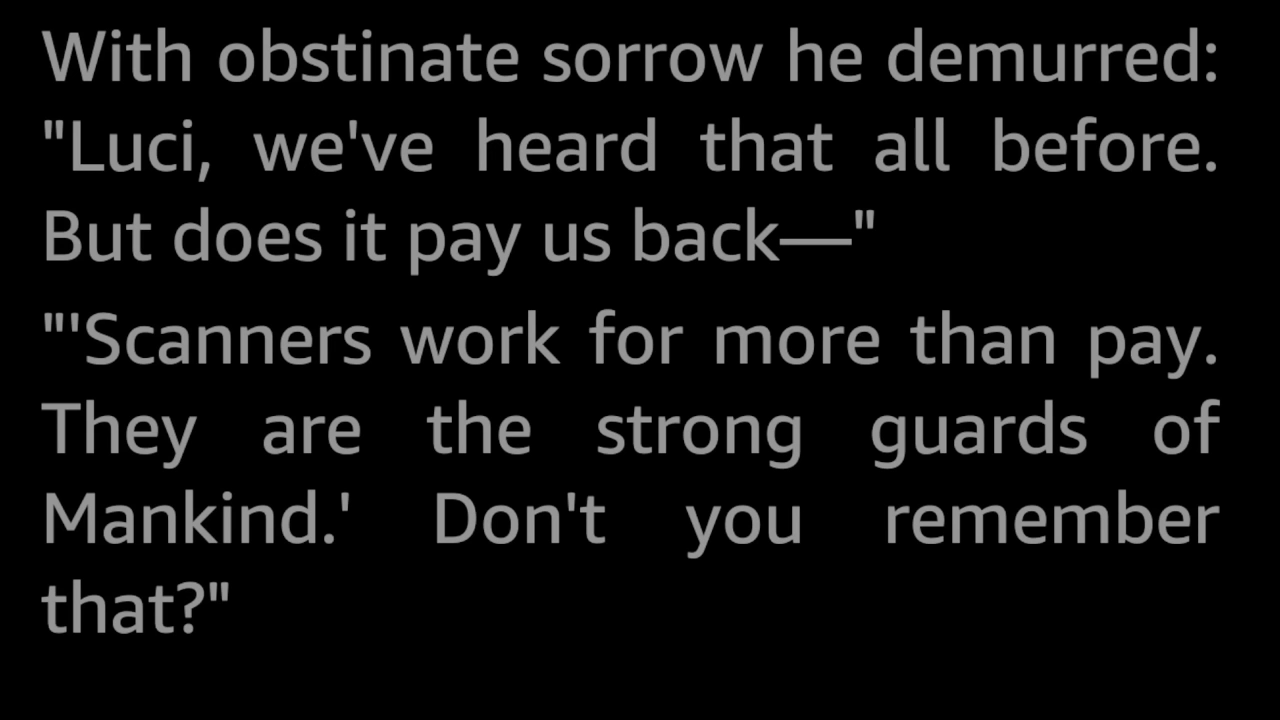 With obstinate sorrow he demurred:
"Luci, we've heard that all before.
But does it pay us back—"
"'Scanners work for more than pay.
They are the strong guards of
Mankind.' Don't you remember
that?"